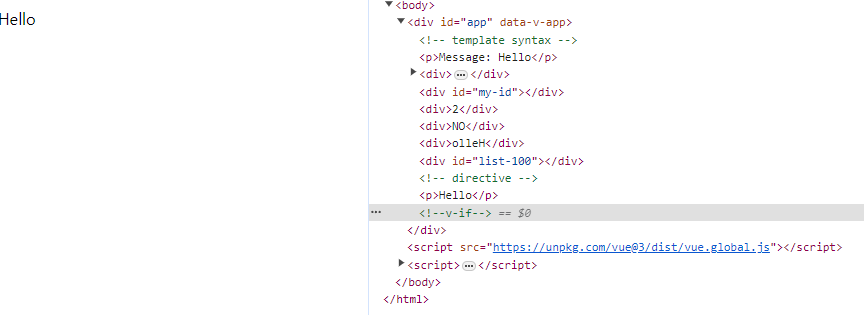 Hello
<body>
<div id="app" data-v-app>
<!-- template syntax -->
<p>Message: Hello</p>
<div> ⋯ </div>
<div id="my-id"></div>
<div>2</div>
<div>NO</div>
<div>olleH</div>
<div id="list-100"></div>
<!-- directive -->
<p>Hello</p>
<!--v-if--> == $0
</div>
<script src="https://unpkg.com/vue@3/dist/vue.global.js"></script>
<script> ⋯ </script>
</body>
</html>